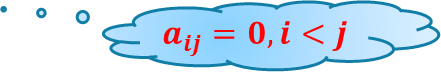 a_{ij} = 0, i < j